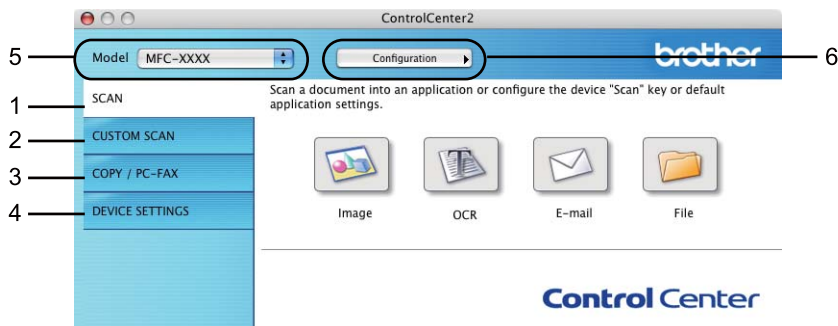 ControlCenter2
5
Model
MFC-XXXX
Configuration
brother
6
1
SCAN
Scan a document into an application or configure the device "Scan" key or default
application settings.
2
CUSTOM SCAN
3
COPY / PC-FAX
4
DEVICE SETTINGS
Image
OCR
E-mail
File
Control Center